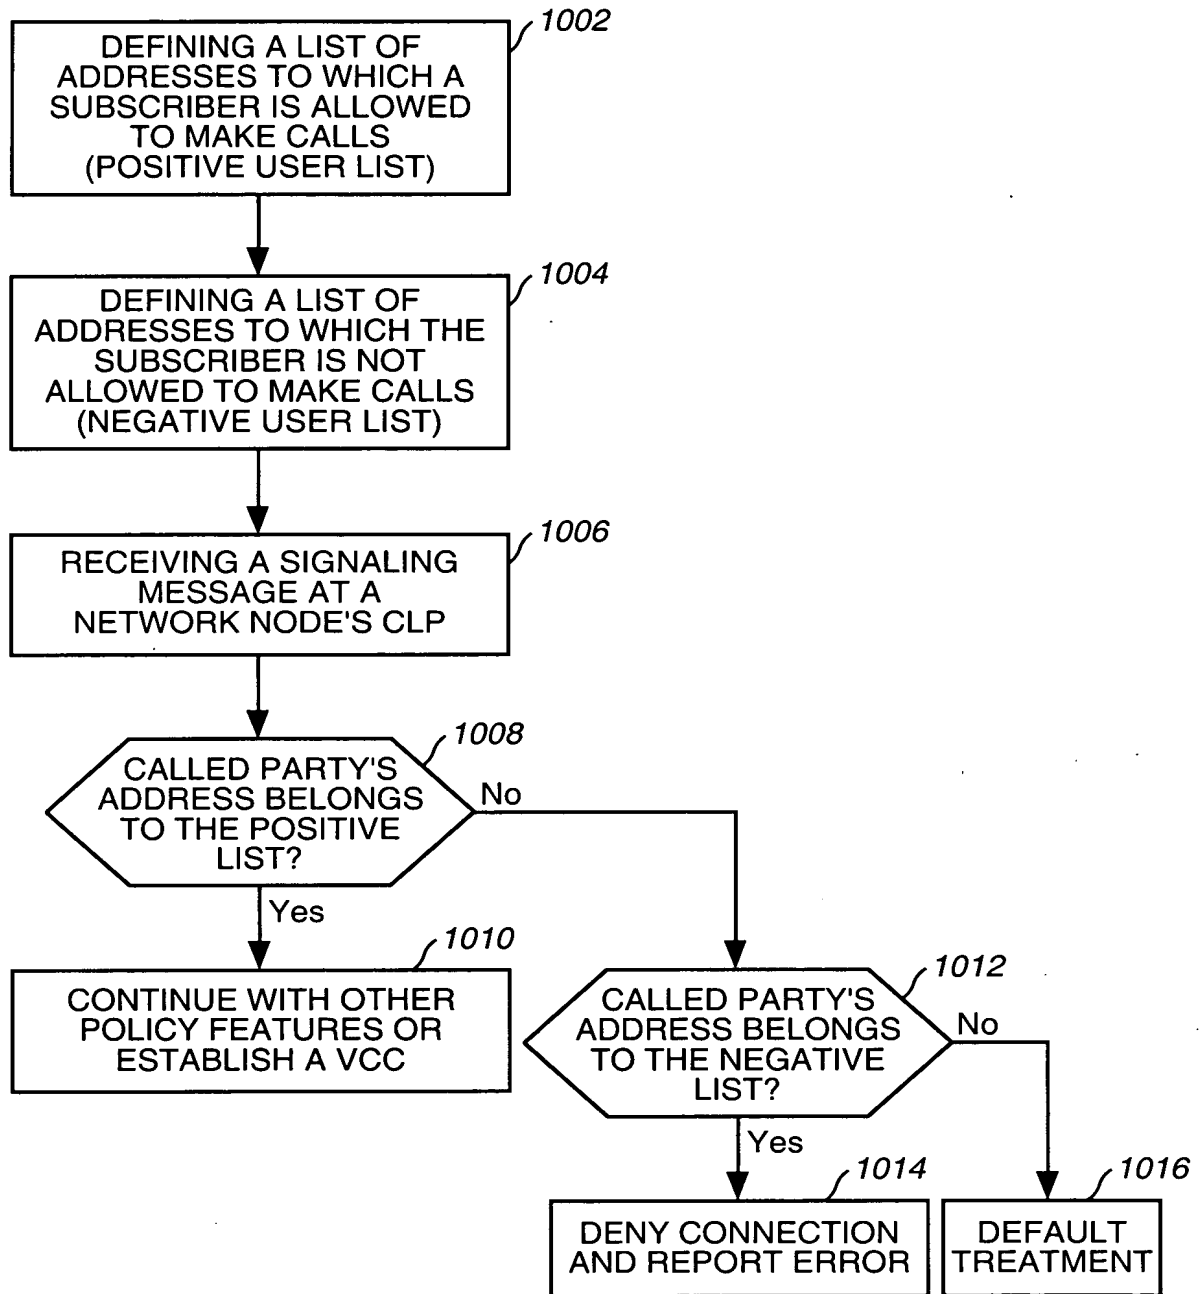 1002
DEFINING A LIST OF
ADDRESSES TO WHICH A
SUBSCRIBER IS ALLOWED
TO MAKE CALLS
(POSITIVE USER LIST)
1004
DEFINING A LIST OF
ADDRESSES TO WHICH THE
SUBSCRIBER IS NOT
ALLOWED TO MAKE CALLS
(NEGATIVE USER LIST)
1006
RECEIVING A SIGNALING
MESSAGE AT A
NETWORK NODE'S CLP
1008
CALLED PARTY'S
ADDRESS BELONGS
TO THE POSITIVE
LIST?
No
Yes
1010
CONTINUE WITH OTHER
POLICY FEATURES OR
ESTABLISH A VCC
1012
CALLED PARTY'S
ADDRESS BELONGS
TO THE NEGATIVE
LIST?
No
Yes
1014
DENY CONNECTION
AND REPORT ERROR
1016
DEFAULT
TREATMENT